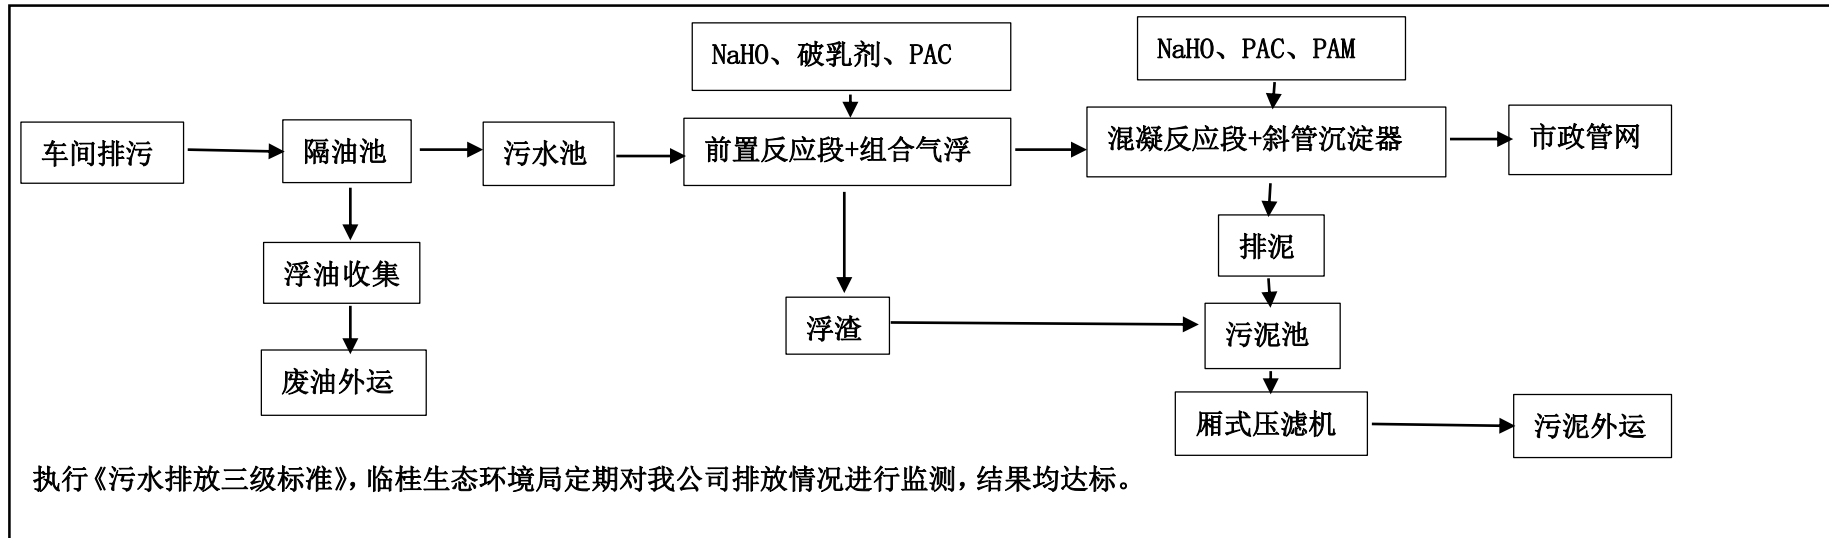 NaHO、破乳剂、PAC
NaHO、PAC、PAM
车间排污
隔油池
污水池
前置反应段+组合气浮
混凝反应段+斜管沉淀器
市政管网
浮油收集
排泥
浮渣
污泥池
废油外运
厢式压滤机
污泥外运
执行《污水排放三级标准》，临桂生态环境局定期对我公司排放情况进行监测，结果均达标。